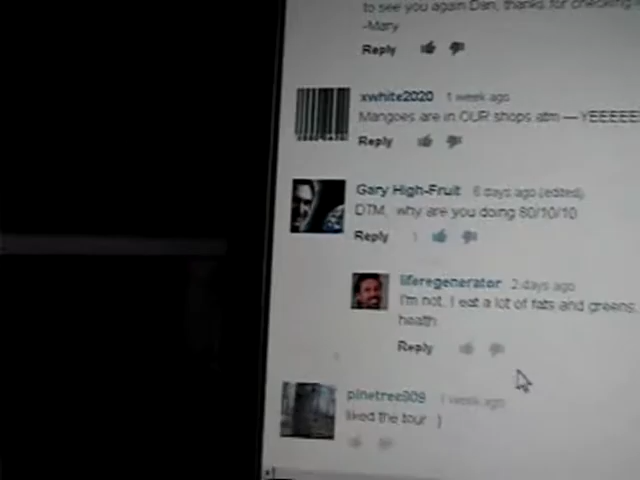 to see you again Dan, thanks for checking
-Mary
Reply
xwhite2020 1 week ago
Mangoes are in OUR shops atm — YEEEEE
Reply
Gary High-Fruit 6 days ago (edited)
DTM, why are you doing 80/10/10
Reply 1
liferegenerator 2 days ago
I'm not. I eat a lot of fats and greens.
health
Reply
pinetree909 1 week ago
liked the tour :)